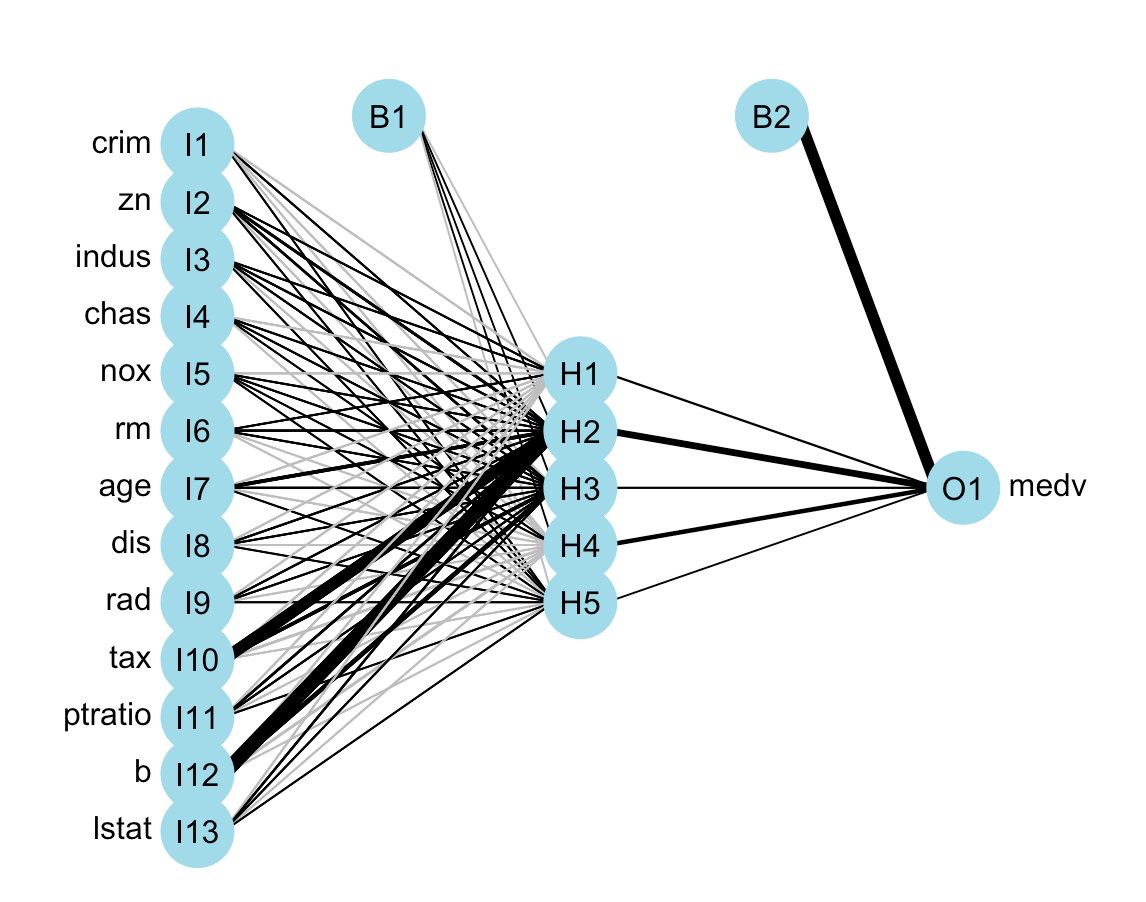 B1
B2
crim I1
zn I2
indus I3
chas I4
nox I5
rm I6
age I7
dis I8
rad I9
tax I10
ptratio I11
b I12
lstat I13
H1
H2
H3
H4
H5
O1 medv